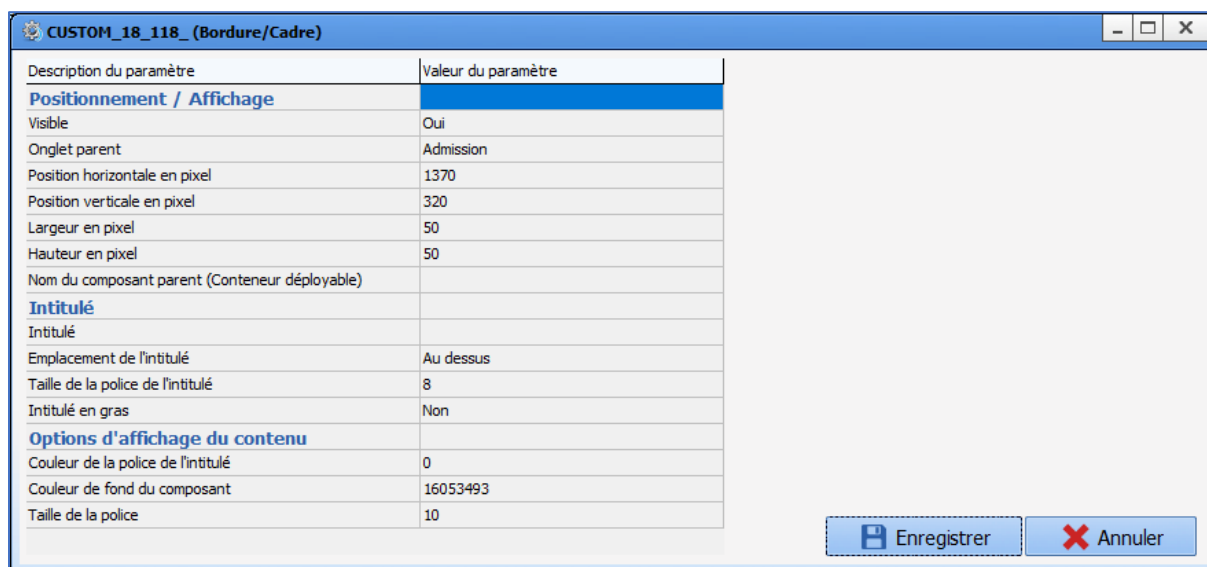 CUSTOM_18_118_ (Bordure/Cadre)
Description du paramètre Valeur du paramètre
Positionnement / Affichage
Visible Oui
Onglet parent Admission
Position horizontale en pixel 1370
Position verticale en pixel 320
Largeur en pixel 50
Hauteur en pixel 50
Nom du composant parent (Conteneur déployable)
Intitulé
Intitulé
Emplacement de l'intitulé Au dessus
Taille de la police de l'intitulé 8
Intitulé en gras Non
Options d'affichage du contenu
Couleur de la police de l'intitulé 0
Couleur de fond du composant 16053493
Taille de la police 10
Enregistrer Annuler